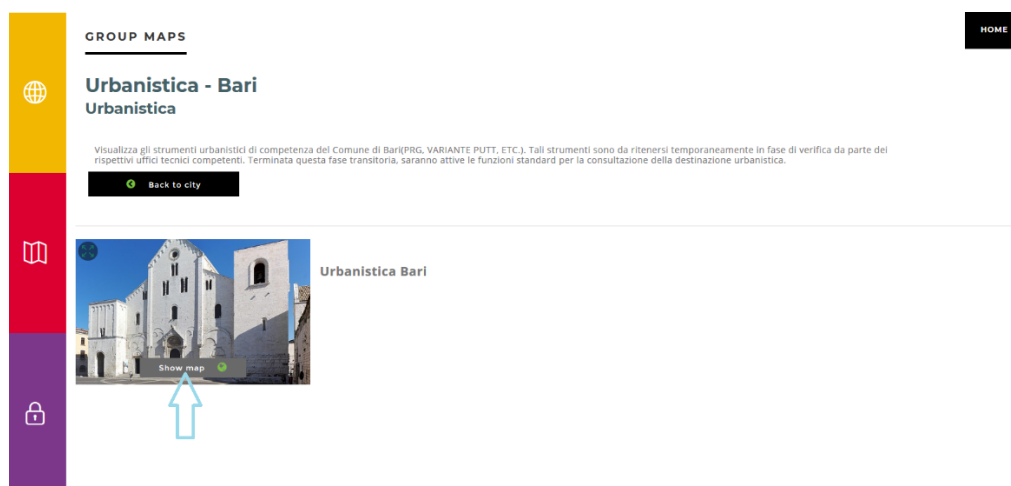 GROUP MAPS
HOME
Urbanistica - Bari
Urbanistica
Visualizza gli strumenti urbanistici di competenza del Comune di Bari(PRG, VARIANTE PUTT, ETC.). Tali strumenti sono da ritenersi temporaneamente in fase di verifica da parte dei
rispettivi uffici tecnici competenti. Terminata questa fase transitoria, saranno attive le funzioni standard per la consultazione della destinazione urbanistica.
Back to city
Urbanistica Bari
Show map